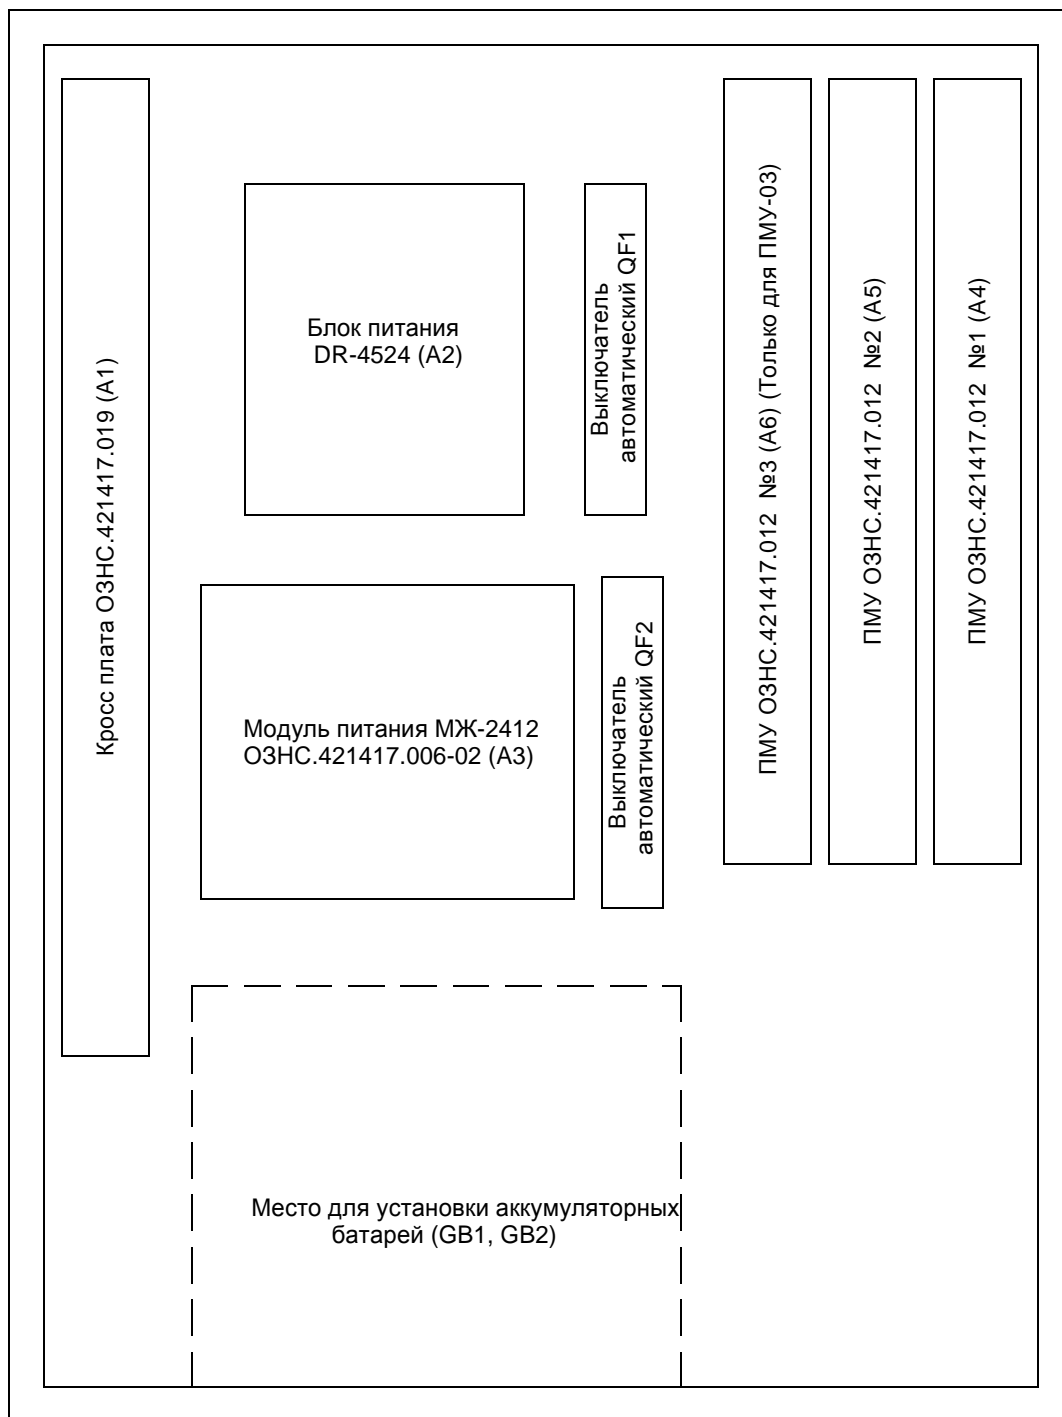 Кросс плата ОЗНС.421417.019 (А1)
Блок питания
DR-4524 (А2)
Выключатель
автоматический QF1
Модуль питания МЖ-2412
ОЗНС.421417.006-02 (А3)
Выключатель
автоматический QF2
ПМУ ОЗНС.421417.012 №3 (А6) (Только для ПМУ-03)
ПМУ ОЗНС.421417.012 №2 (А5)
ПМУ ОЗНС.421417.012 №1 (А4)
Место для установки аккумуляторных
батарей (GB1, GB2)